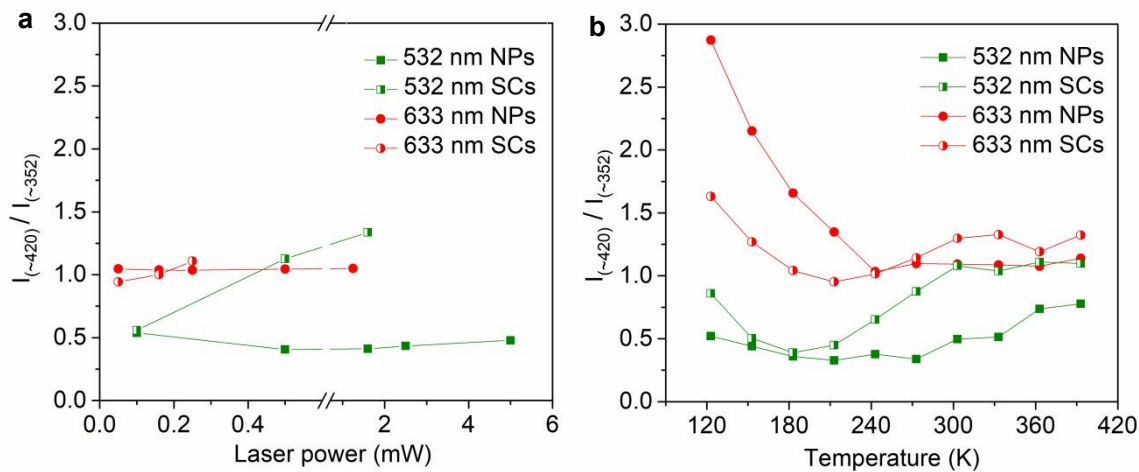 a
I(~420) / I(~352)
3.0
2.5
2.0
1.5
1.0
0.5
0.0
532 nm NPs
532 nm SCs
633 nm NPs
633 nm SCs
0.0 0.2 0.4 2 4 6
Laser power (mW)
b
I(~420) / I(~352)
3.0
2.5
2.0
1.5
1.0
0.5
0.0
532 nm NPs
532 nm SCs
633 nm NPs
633 nm SCs
120 180 240 300 360 420
Temperature (K)